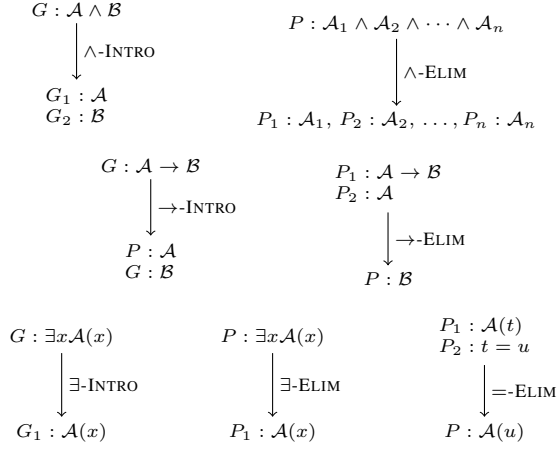 G : 𝒜 ∧ ℬ
∧-INTRO
G₁ : 𝒜
G₂ : ℬ
P : 𝒜₁ ∧ 𝒜₂ ∧ ⋯ ∧ 𝒜ₙ
∧-ELIM
P₁ : 𝒜₁, P₂ : 𝒜₂, …, Pₙ : 𝒜ₙ
G : 𝒜 → ℬ
→-INTRO
P : 𝒜
G : ℬ
P₁ : 𝒜 → ℬ
P₂ : 𝒜
→-ELIM
P : ℬ
G : ∃x𝒜(x)
∃-INTRO
G₁ : 𝒜(x)
P : ∃x𝒜(x)
∃-ELIM
P₁ : 𝒜(x)
P₁ : 𝒜(t)
P₂ : t = u
=-ELIM
P : 𝒜(u)